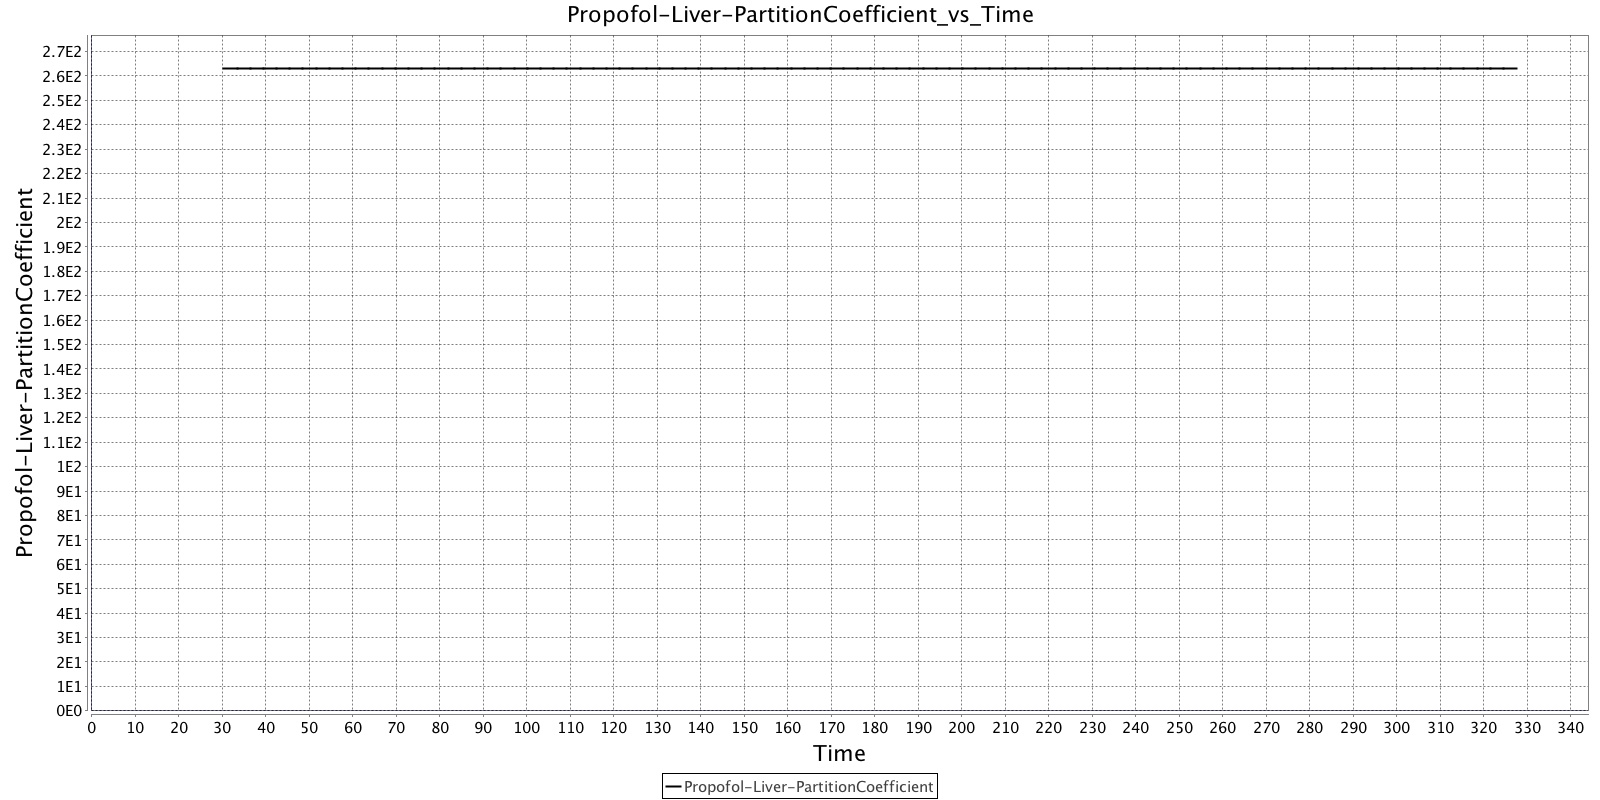 Propofol-Liver-PartitionCoefficient_vs_Time
Propofol-Liver-PartitionCoefficient
2.7E2
2.6E2
2.5E2
2.4E2
2.3E2
2.2E2
2.1E2
2E2
1.9E2
1.8E2
1.7E2
1.6E2
1.5E2
1.4E2
1.3E2
1.2E2
1.1E2
1E2
9E1
8E1
7E1
6E1
5E1
4E1
3E1
2E1
1E1
0E0
0 10 20 30 40 50 60 70 80 90 100 110 120 130 140 150 160 170 180 190 200 210 220 230 240 250 260 270 280 290 300 310 320 330 340
Time
Propofol-Liver-PartitionCoefficient